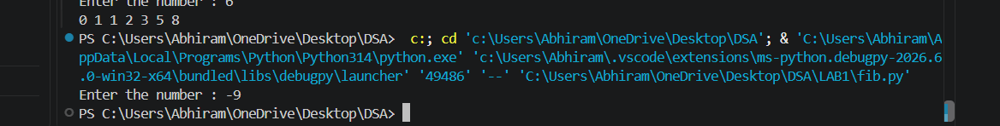 Enter the number : 6
0 1 1 2 3 5 8
PS C:\Users\Abhiram\OneDrive\Desktop\DSA>  c:; cd 'c:\Users\Abhiram\OneDrive\Desktop\DSA'; & 'C:\Users\Abhiram\A
ppData\Local\Programs\Python\Python314\python.exe' 'c:\Users\Abhiram\.vscode\extensions\ms-python.debugpy-2026.6
.0-win32-x64\bundled\libs\debugpy\launcher' '49486' '--' 'C:\Users\Abhiram\OneDrive\Desktop\DSA\LAB1\fib.py'
Enter the number : -9
PS C:\Users\Abhiram\OneDrive\Desktop\DSA>